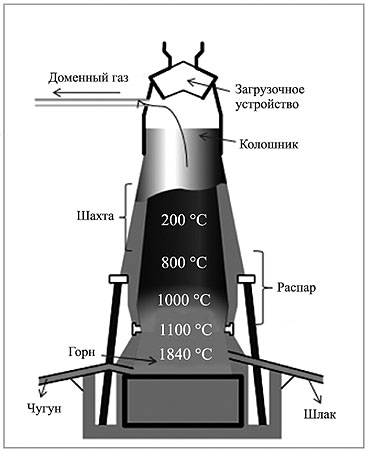 Доменный газ
Загрузочное
устройство
Колошник
Шахта
200 °C
800 °C
Распар
1000 °C
1100 °C
Горн
1840 °C
Чугун
Шлак